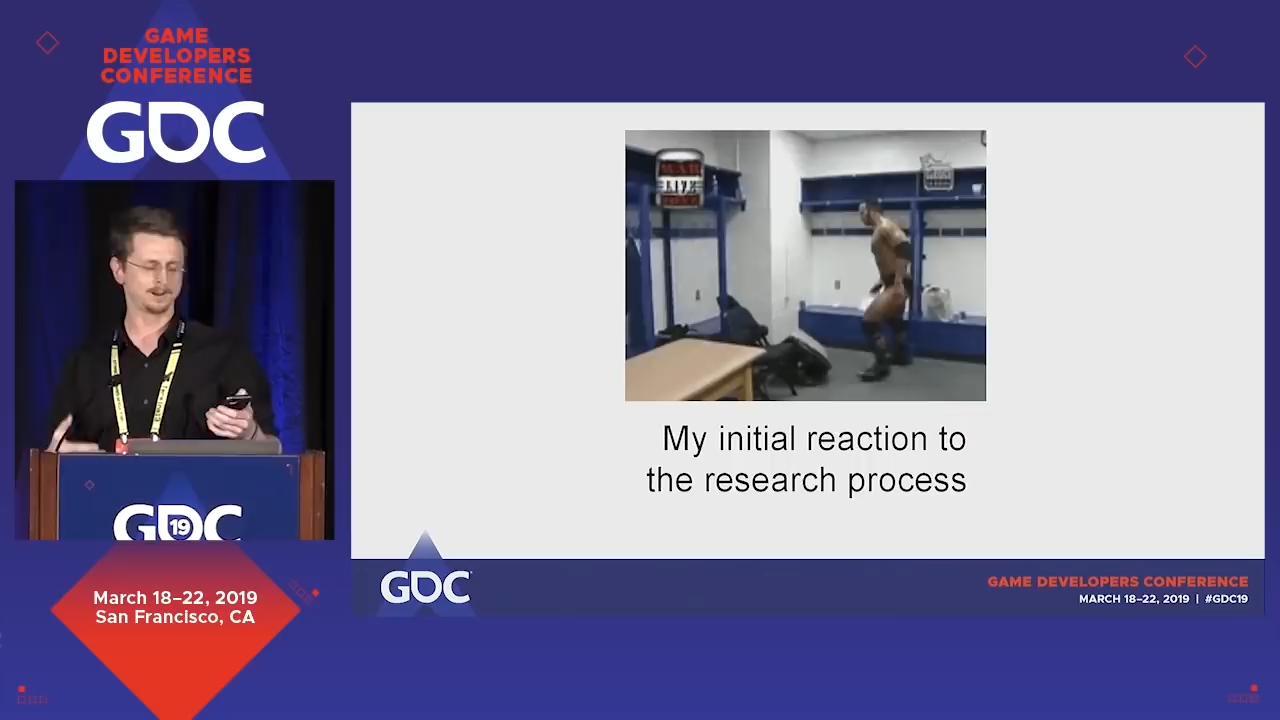 GAME
DEVELOPERS
CONFERENCE
GDC
GDC
19
March 18–22, 2019
San Francisco, CA
LIVE
My initial reaction to
the research process
GDC
GAME DEVELOPERS CONFERENCE
MARCH 18–22, 2019 | #GDC19